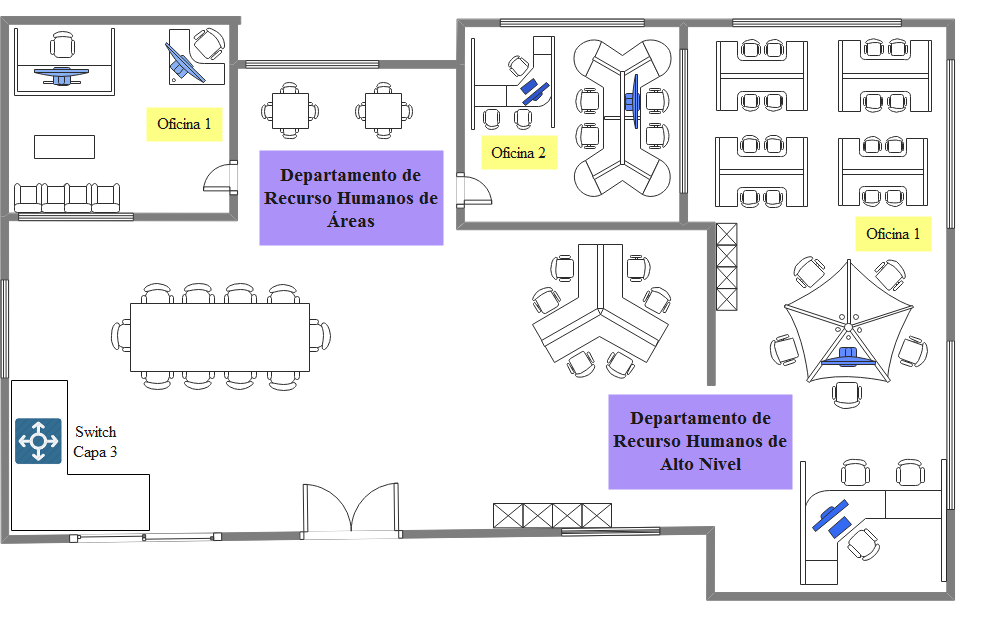 Oficina 1
Departamento de
Recurso Humanos de
Áreas
Oficina 2
Oficina 1
Switch
Capa 3
Departamento de
Recurso Humanos de
Alto Nivel